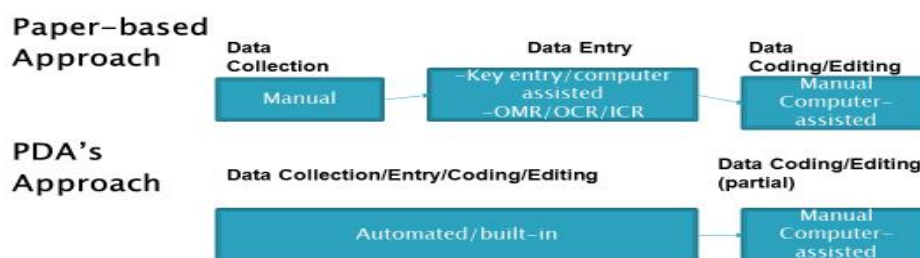 Paper-based
Approach
Data
Collection
Data Entry
Data
Coding/Editing
Manual
-Key entry/computer
assisted
-OMR/OCR/ICR
Manual
Computer-
assisted
PDA's
Approach
Data Collection/Entry/Coding/Editing
Data Coding/Editing
(partial)
Automated/built-in
Manual
Computer-
assisted